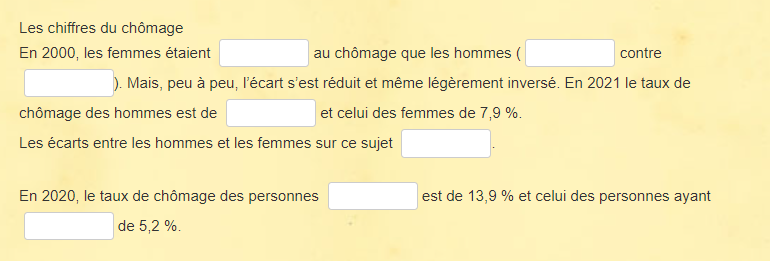 Les chiffres du chômage
En 2000, les femmes étaient au chômage que les hommes ( contre
). Mais, peu à peu, l'écart s'est réduit et même légèrement inversé. En 2021 le taux de
chômage des hommes est de et celui des femmes de 7,9 %.
Les écarts entre les hommes et les femmes sur ce sujet .
En 2020, le taux de chômage des personnes est de 13,9 % et celui des personnes ayant
de 5,2 %.